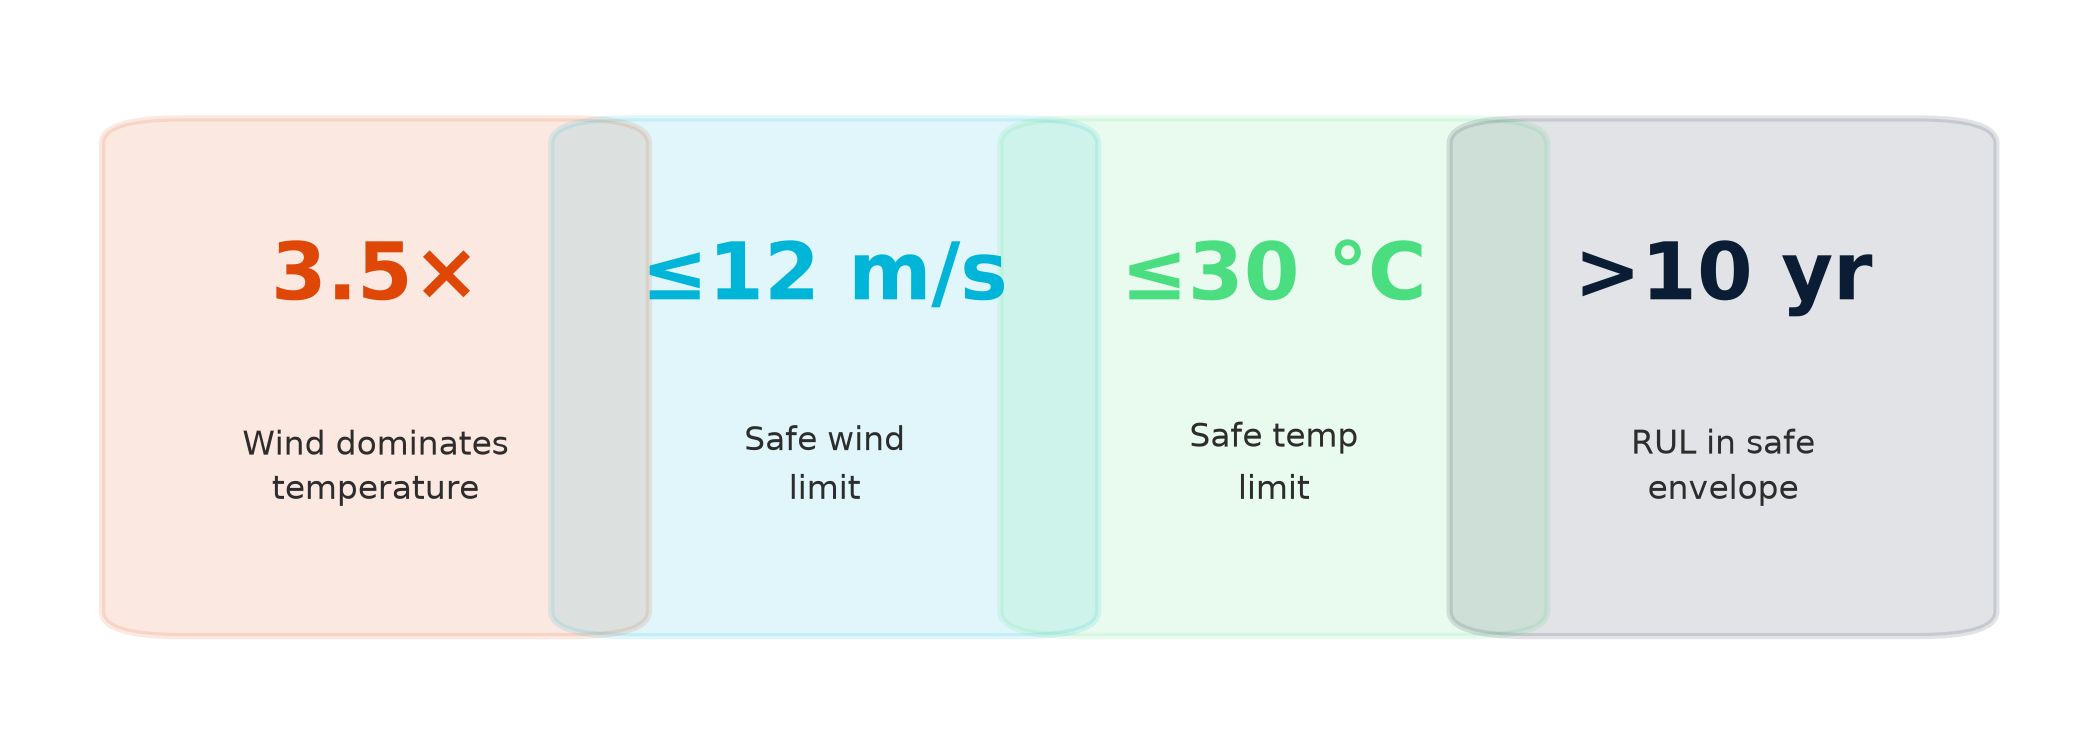 3.5×
Wind dominates
temperature
≤12 m/s
Safe wind
limit
≤30 °C
Safe temp
limit
>10 yr
RUL in safe
envelope